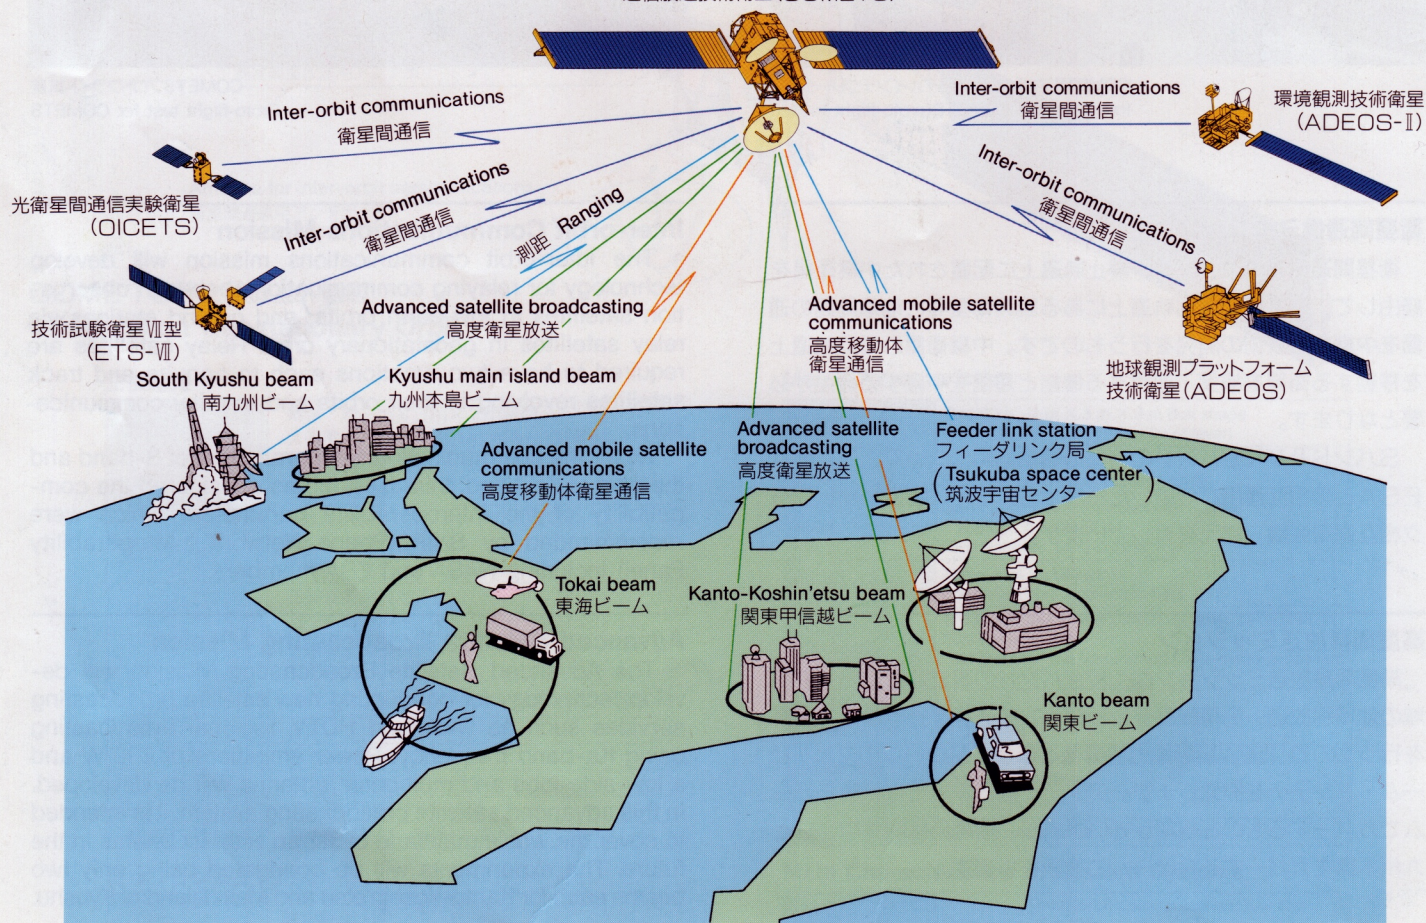 Inter-orbit communications
衛星間通信
Inter-orbit communications
衛星間通信
環境観測技術衛星
(ADEOS-Ⅱ)
光衛星間通信実験衛星
(OICETS)
Inter-orbit communications
衛星間通信
測距 Ranging
Inter-orbit communications
衛星間通信
技術試験衛星Ⅶ型
(ETS-Ⅶ)
Advanced satellite broadcasting
高度衛星放送
Advanced mobile satellite
communications
高度移動体
衛星通信
地球観測プラットフォーム
技術衛星(ADEOS)
South Kyushu beam
南九州ビーム
Kyushu main island beam
九州本島ビーム
Advanced mobile satellite
communications
高度移動体衛星通信
Advanced satellite
broadcasting
高度衛星放送
Feeder link station
フィーダリンク局
(Tsukuba space center)
筑波宇宙センター
Tokai beam
東海ビーム
Kanto-Koshin'etsu beam
関東甲信越ビーム
Kanto beam
関東ビーム